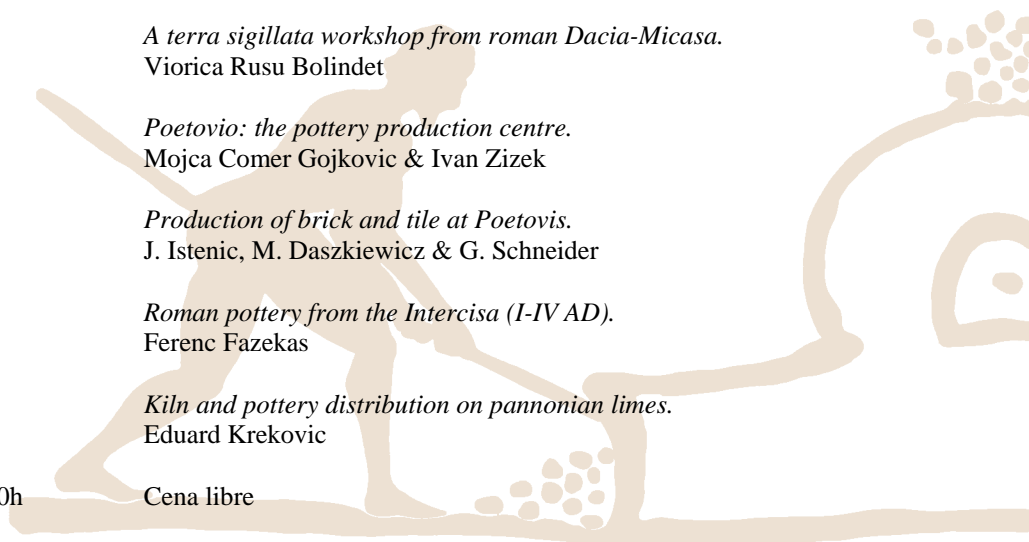 A terra sigillata workshop from roman Dacia-Micasa.
Viorica Rusu Bolindet
Poetovio: the pottery production centre.
Mojca Comer Gojkovic & Ivan Zizek
Production of brick and tile at Poetovis.
J. Istenic, M. Daszkiewicz & G. Schneider
Roman pottery from the Intercisa (I-IV AD).
Ferenc Fazekas
Kiln and pottery distribution on pannonian limes.
Eduard Krekovic
0h Cena libre